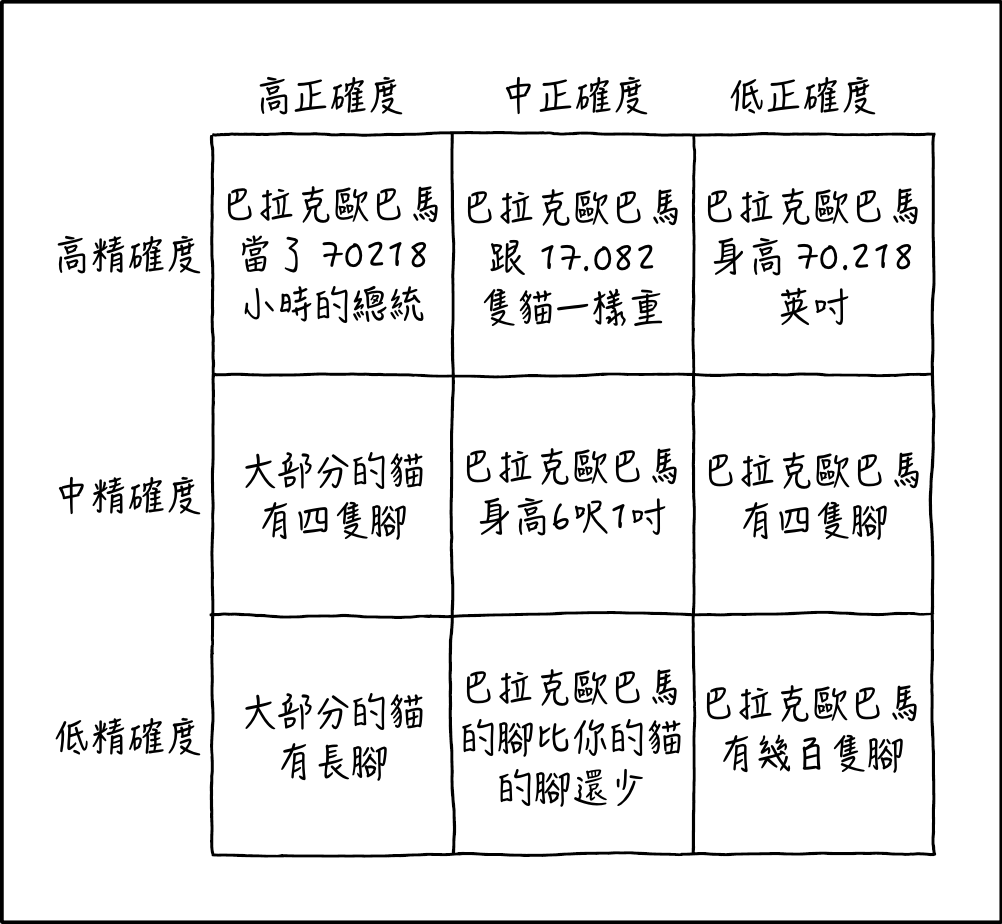 高正確度
中正確度
低正確度
高精確度
巴拉克歐巴馬
當了 70218
小時的總統
巴拉克歐巴馬
跟 17.082
隻貓一樣重
巴拉克歐巴馬
身高 70.218
英吋
中精確度
大部分的貓
有四隻腳
巴拉克歐巴馬
身高6呎1吋
巴拉克歐巴馬
有四隻腳
低精確度
大部分的貓
有長腳
巴拉克歐巴馬
的腳比你的貓
的腳還少
巴拉克歐巴馬
有幾百隻腳